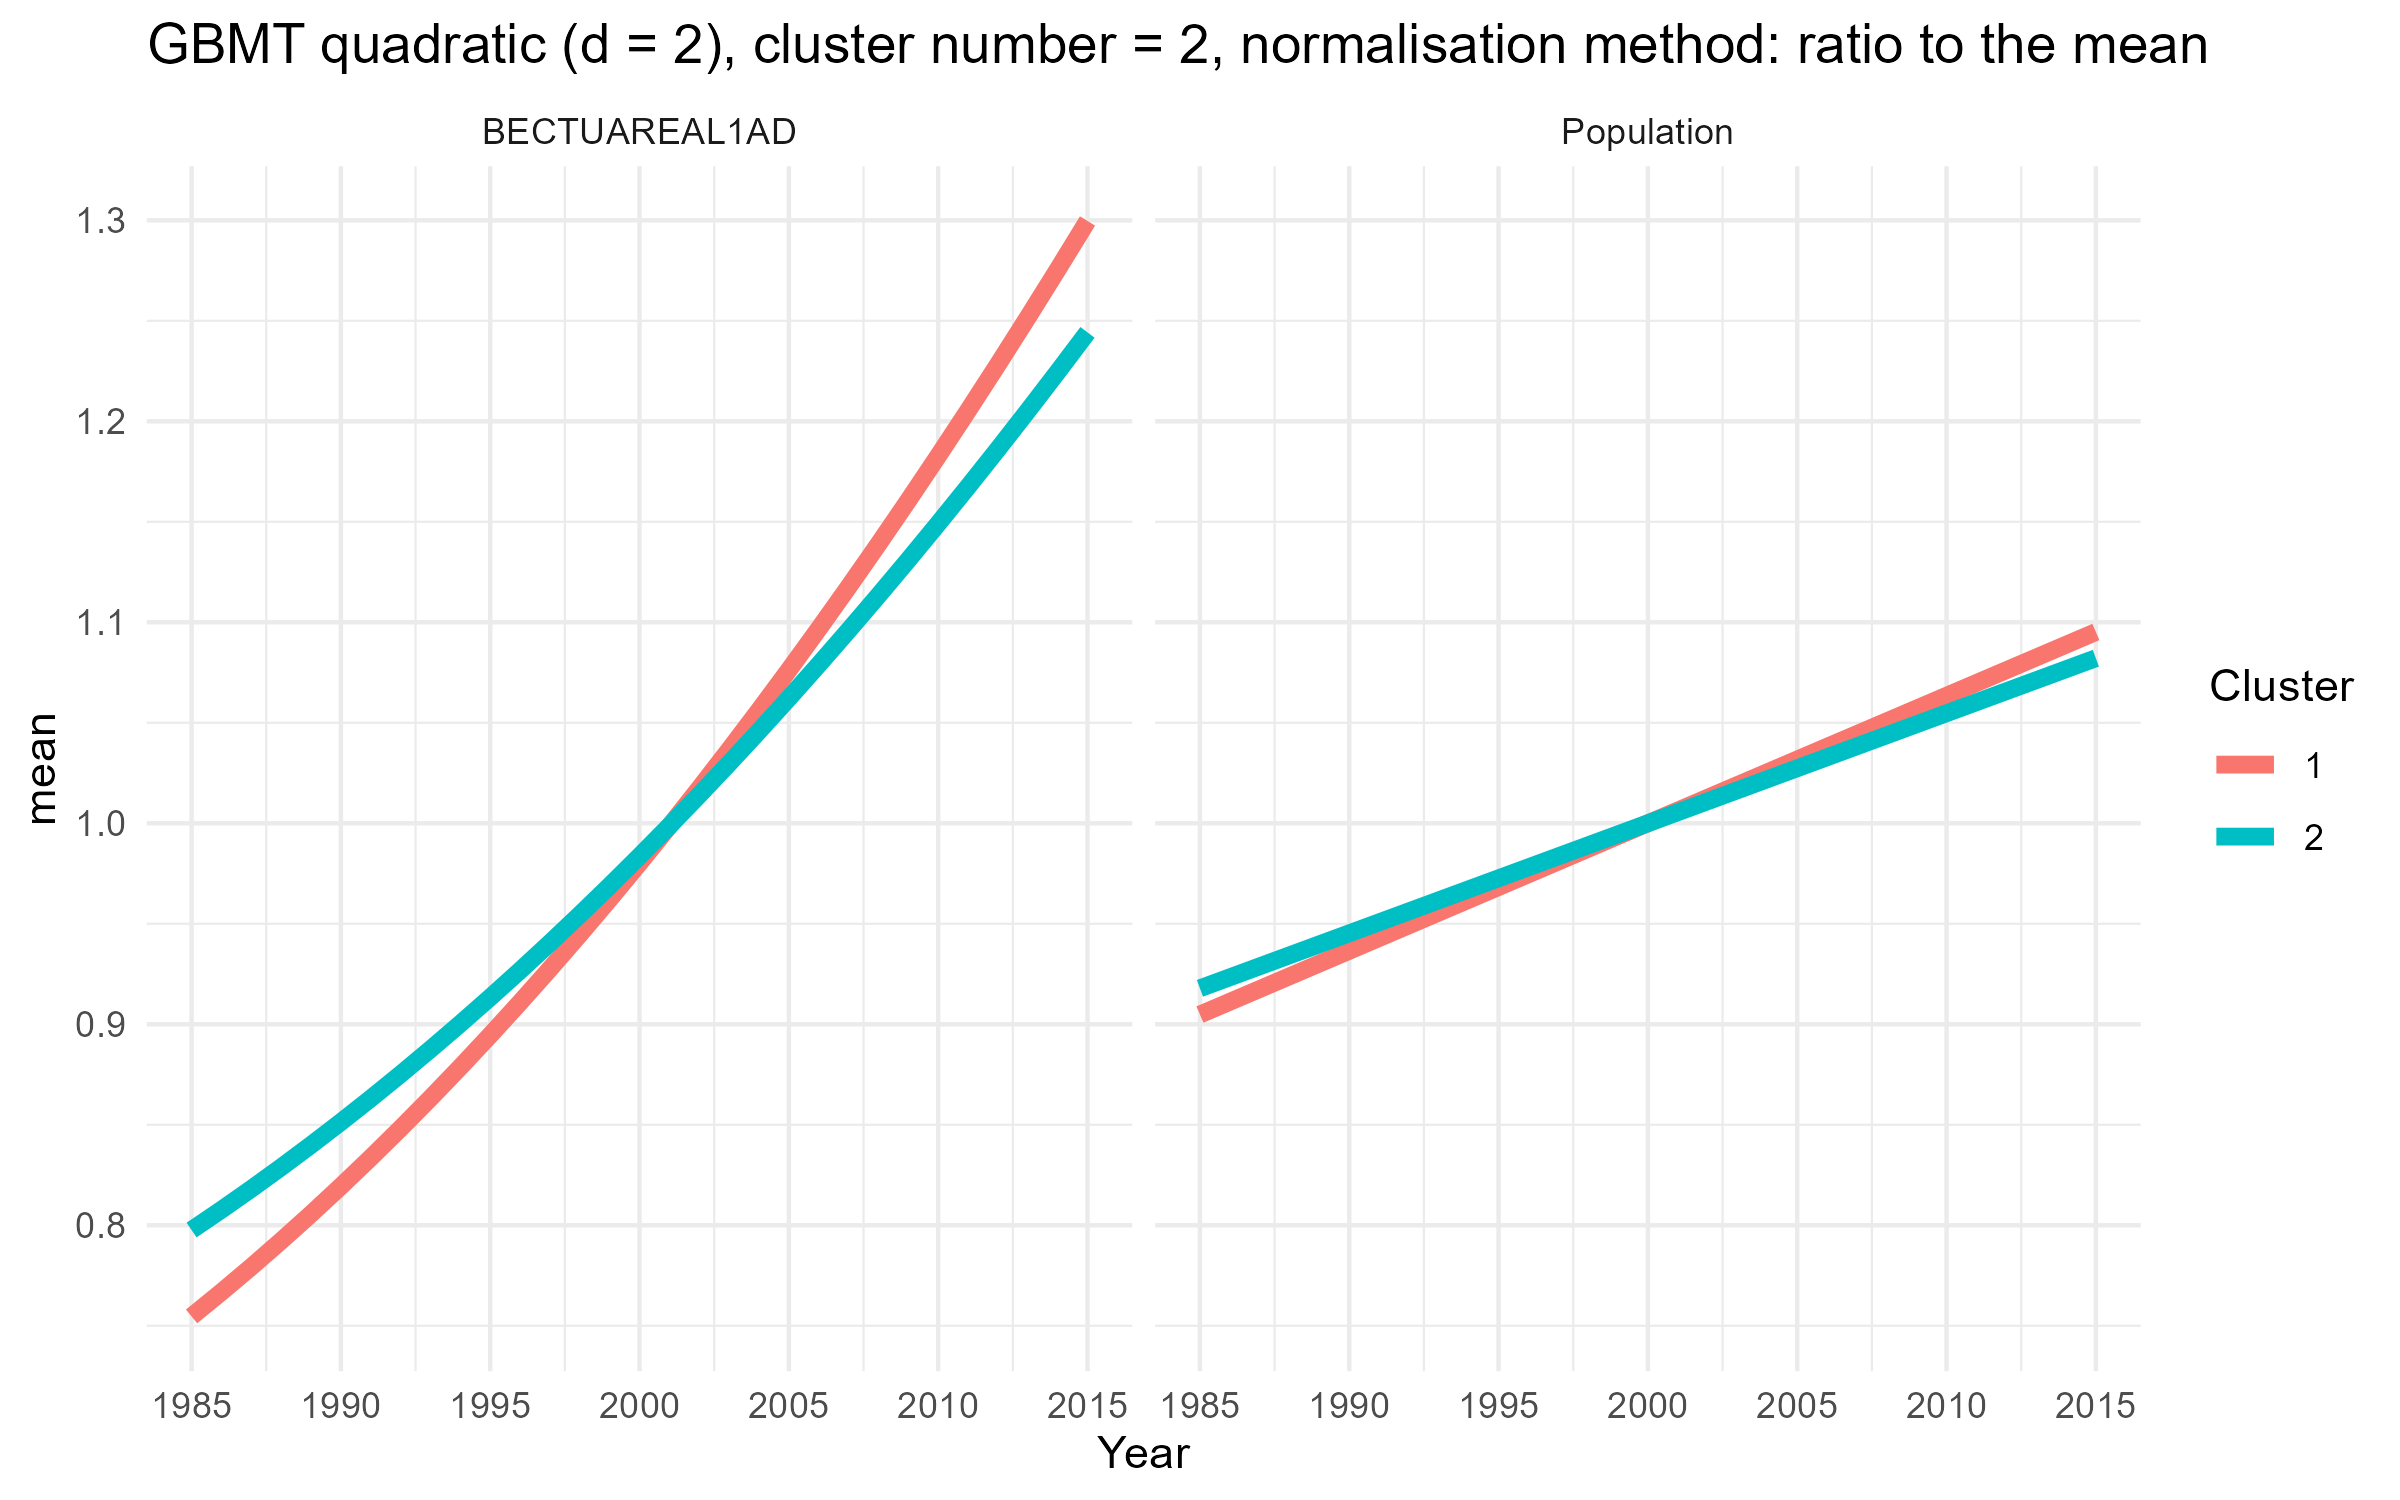 GBMT quadratic (d = 2), cluster number = 2, normalisation method: ratio to the mean
BECTUAREAL1AD Population
1.3
1.2
1.1
1.0
0.9
0.8
mean
1985 1990 1995 2000 2005 2010 2015 1985 1990 1995 2000 2005 2010 2015
Year
Cluster
1
2